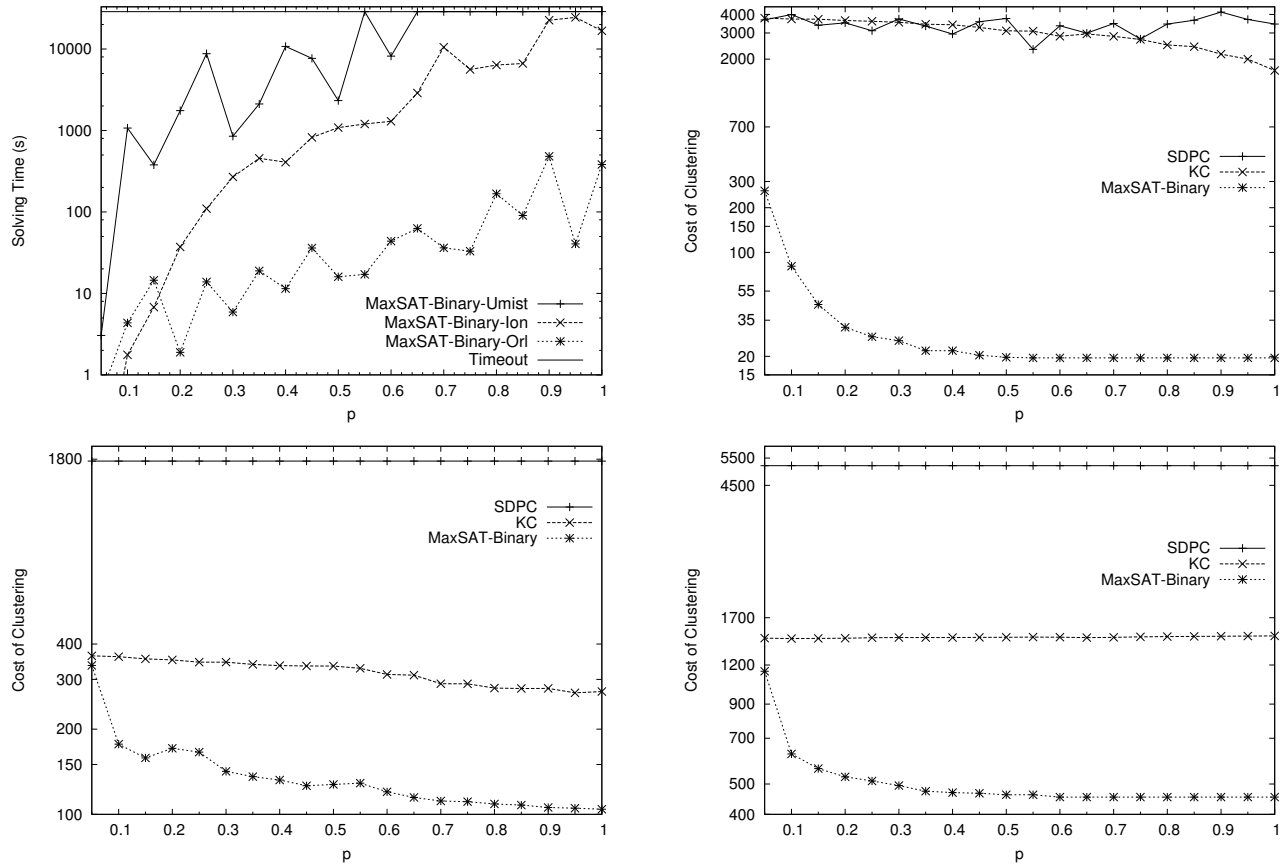 10000
1000
100
10
1
Solving Time (s)
MaxSAT-Binary-Umist
MaxSAT-Binary-Ion
MaxSAT-Binary-Orl
Timeout
0.1 0.2 0.3 0.4 0.5 0.6 0.7 0.8 0.9 1
p
4000
3000
2000
700
300
200
150
100
55
35
20
15
Cost of Clustering
SDPC
KC
MaxSAT-Binary
0.1 0.2 0.3 0.4 0.5 0.6 0.7 0.8 0.9 1
p
1800
400
300
200
150
100
Cost of Clustering
SDPC
KC
MaxSAT-Binary
0.1 0.2 0.3 0.4 0.5 0.6 0.7 0.8 0.9 1
p
5500
4500
1700
1200
900
700
500
400
Cost of Clustering
SDPC
KC
MaxSAT-Binary
0.1 0.2 0.3 0.4 0.5 0.6 0.7 0.8 0.9 1
p